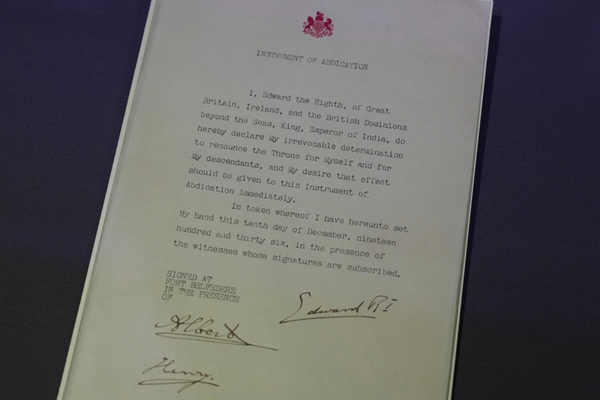 INSTRUMENT OF ABDICATION
I, Edward the Eighth, of Great
Britain, Ireland, and the British Dominions
beyond the Seas, King, Emperor of India, do
hereby declare My irrevocable determination
to renounce the Throne for Myself and for
My descendants, and My desire that effect
should be given to this Instrument of
Abdication immediately.
In token whereof I have hereunto set
My hand this tenth day of December, nineteen
hundred and thirty six, in the presence of
the witnesses whose signatures are subscribed.
SIGNED AT
FORT BELVEDERE
IN THE PRESENCE
OF
Edward RI
Albert
Henry.